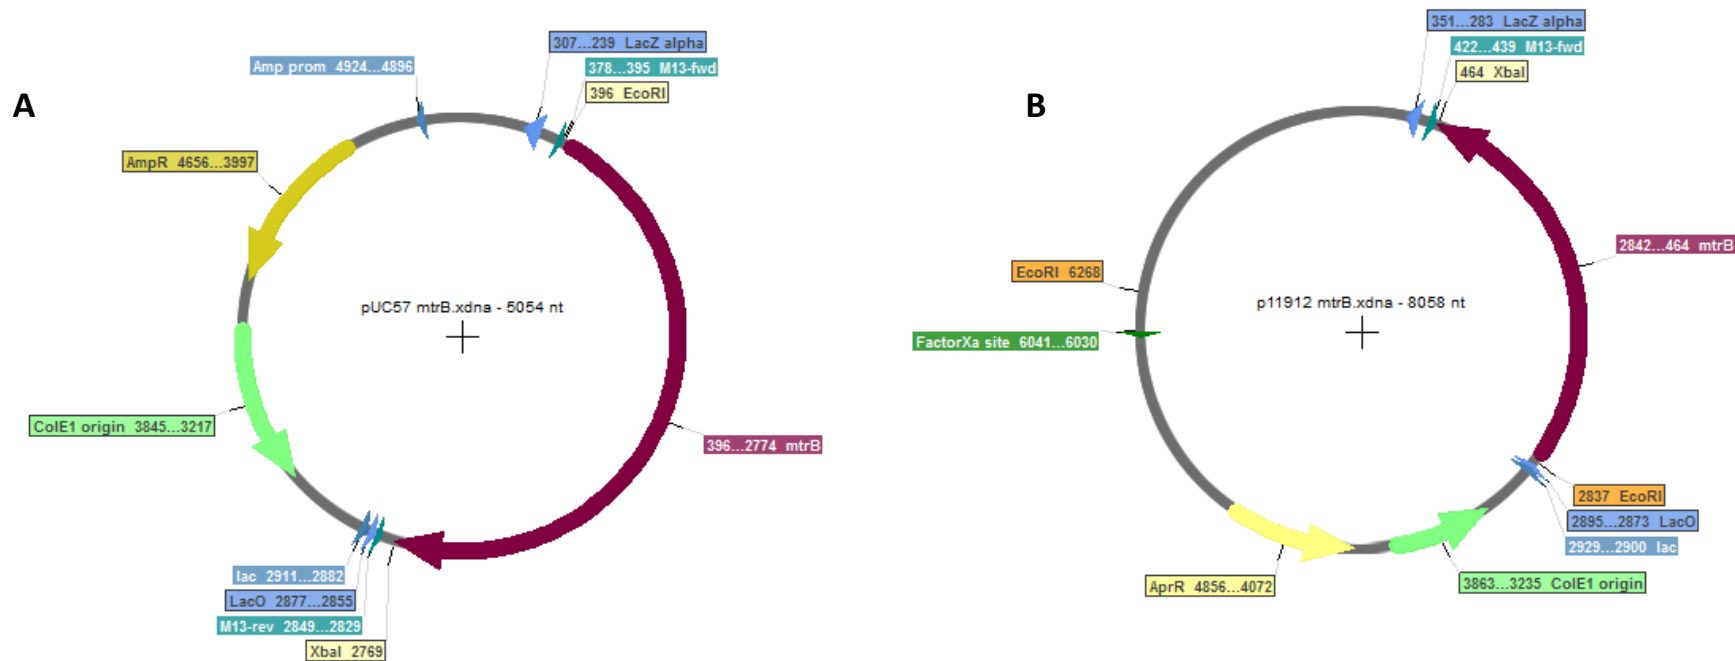 A
Amp prom 4924...4896
307...239 LacZ alpha
378...395 M13-fwd
396 EcoRI
AmpR 4656...3997
pUC57 mtrB.xdna - 5054 nt
ColE1 origin 3845...3217
396...2774 mtrB
lac 2911...2882
LacO 2877...2855
M13-rev 2849...2829
XbaI 2769
B
351...283 LacZ alpha
422...439 M13-fwd
464 XbaI
2842...464 mtrB
EcoRI 6268
p11912 mtrB.xdna - 8058 nt
FactorXa site 6041...6030
2837 EcoRI
2895...2873 LacO
2929...2900 lac
AprR 4856...4072
3863...3235 ColE1 origin